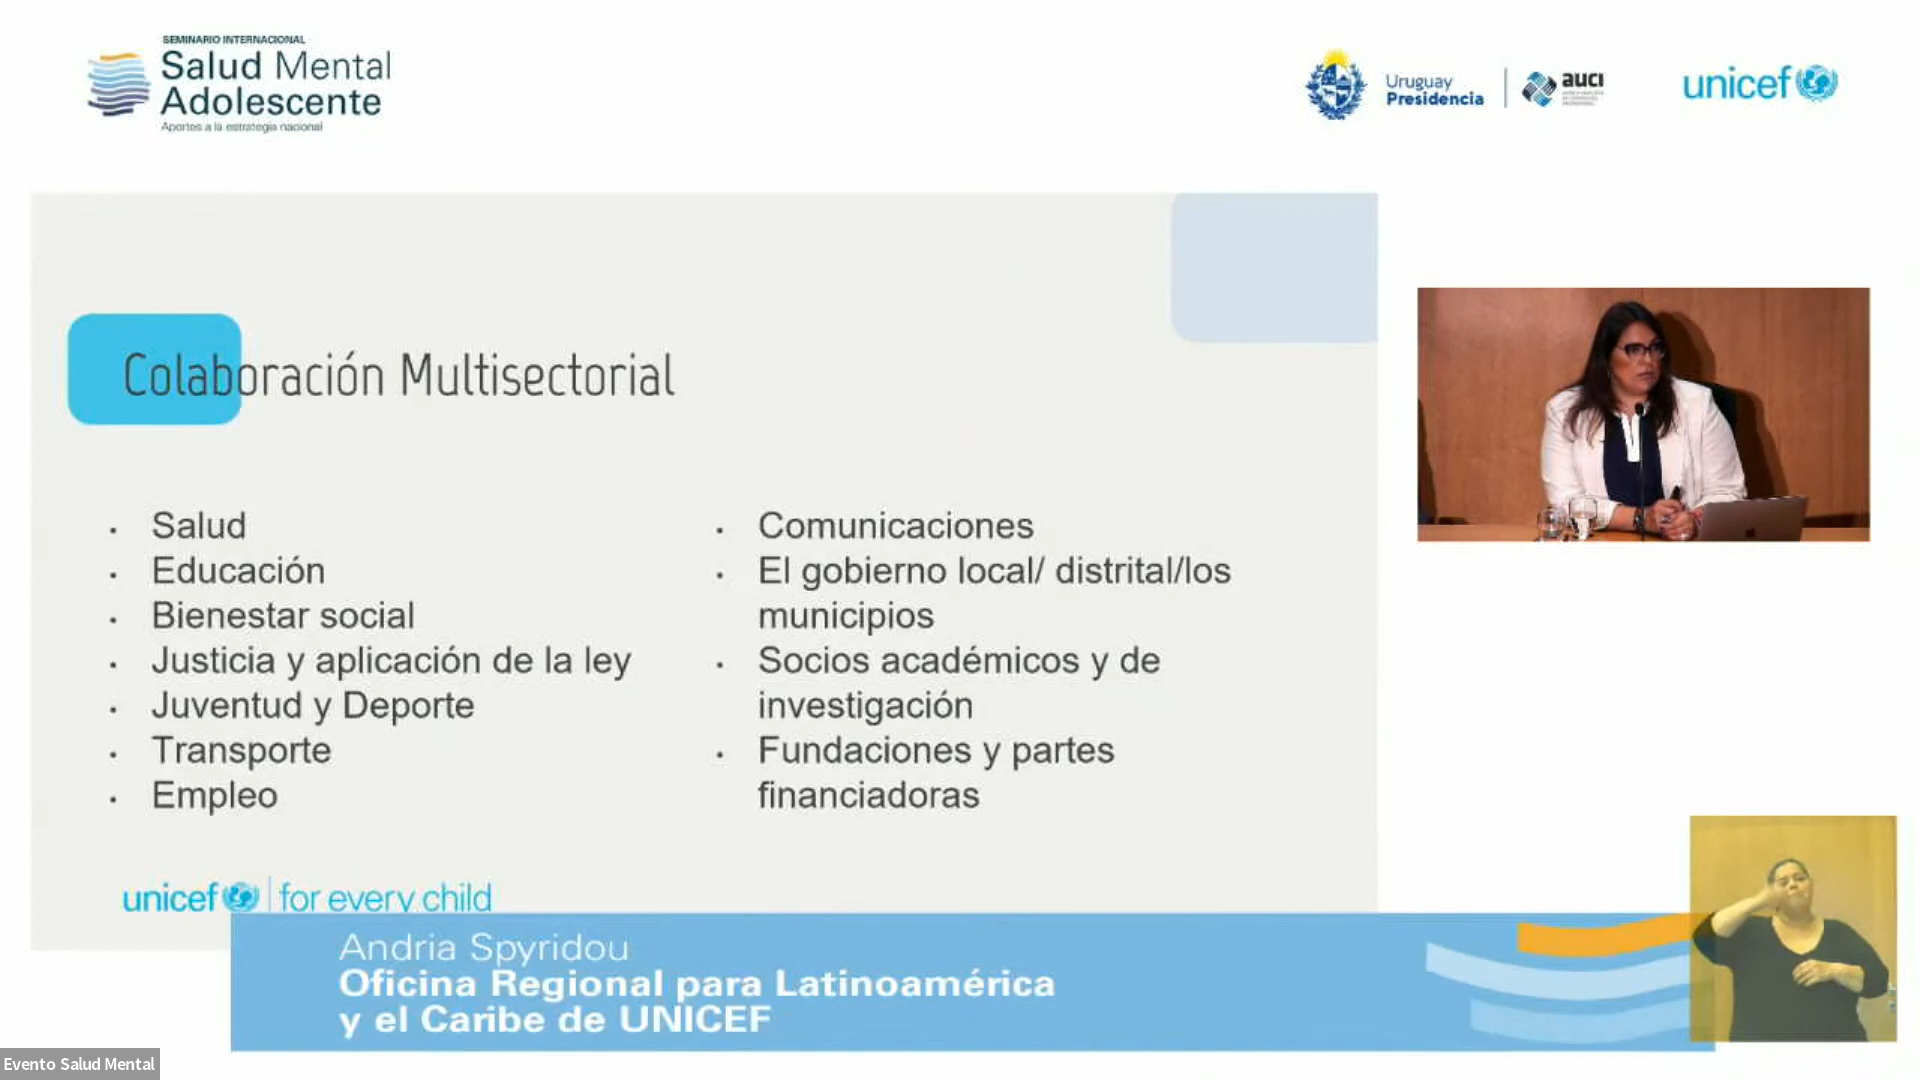 SEMINARIO INTERNACIONAL
Salud Mental
Adolescente
Aportes a la estrategia nacional
Uruguay
Presidencia
auci
unicef
Colaboración Multisectorial
• Salud
• Educación
• Bienestar social
• Justicia y aplicación de la ley
• Juventud y Deporte
• Transporte
• Empleo
• Comunicaciones
• El gobierno local/ distrital/los
municipios
• Socios académicos y de
investigación
• Fundaciones y partes
financiadoras
unicef | for every child
Andria Spyridou
Oficina Regional para Latinoamérica
y el Caribe de UNICEF
Evento Salud Mental